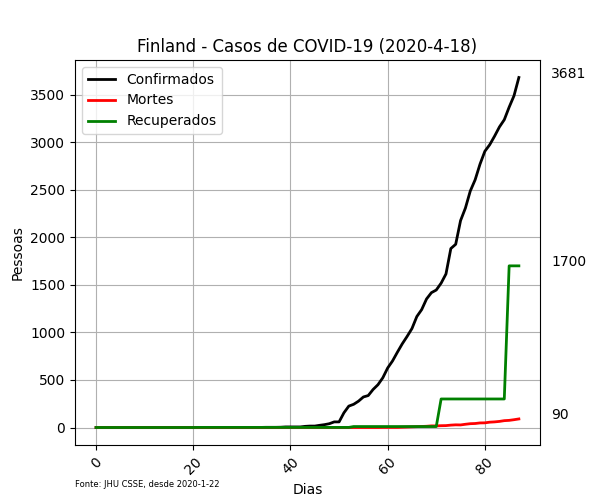 Finland - Casos de COVID-19 (2020-4-18)
Confirmados
Mortes
Recuperados
3681
1700
90
Pessoas
3500
3000
2500
2000
1500
1000
500
0
0
20
40
60
80
Dias
Fonte: JHU CSSE, desde 2020-1-22